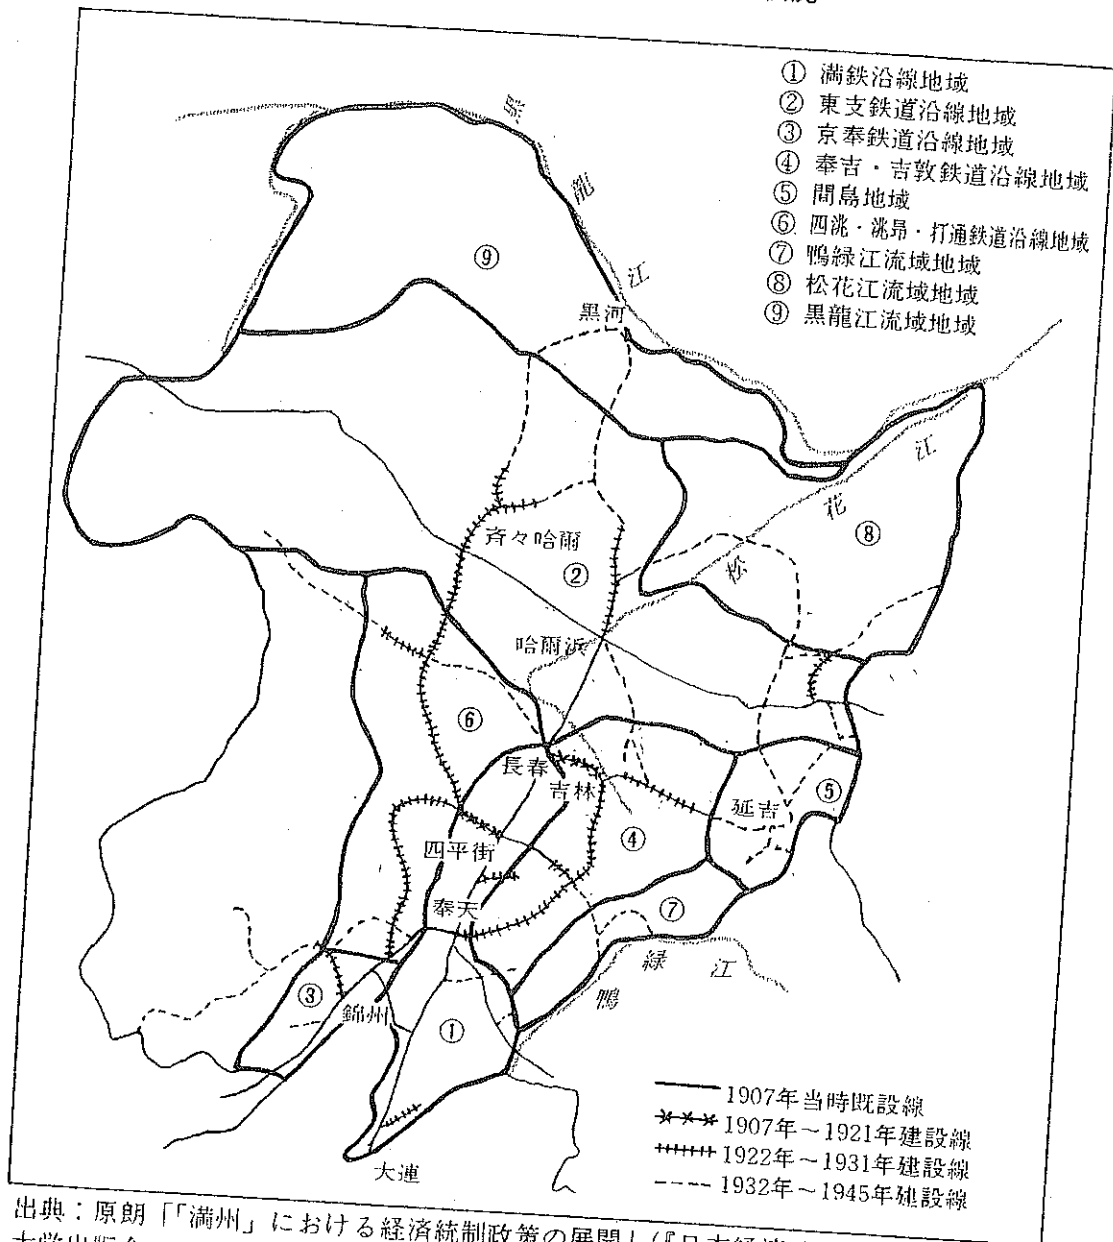 ① 満鉄沿線地域
② 東支鉄道沿線地域
③ 京奉鉄道沿線地域
④ 奉吉・吉敦鉄道沿線地域
⑤ 間島地域
⑥ 四洮・洮昂・打通鉄道沿線地域
⑦ 鴨緑江流域地域
⑧ 松花江流域地域
⑨ 黒龍江流域地域
黒龍江
⑨
黒河
松花江
⑧
斉々哈爾
②
哈爾浜
⑥
長春
吉林
延吉
⑤
四平街
④
奉天
⑦
鴨緑江
③
錦州
①
大連
1907年当時既設線
1907年～1921年建設線
1922年～1931年建設線
1932年～1945年建設線
出典：原朗「「満州」における経済統制政策の展開」(『日本経済